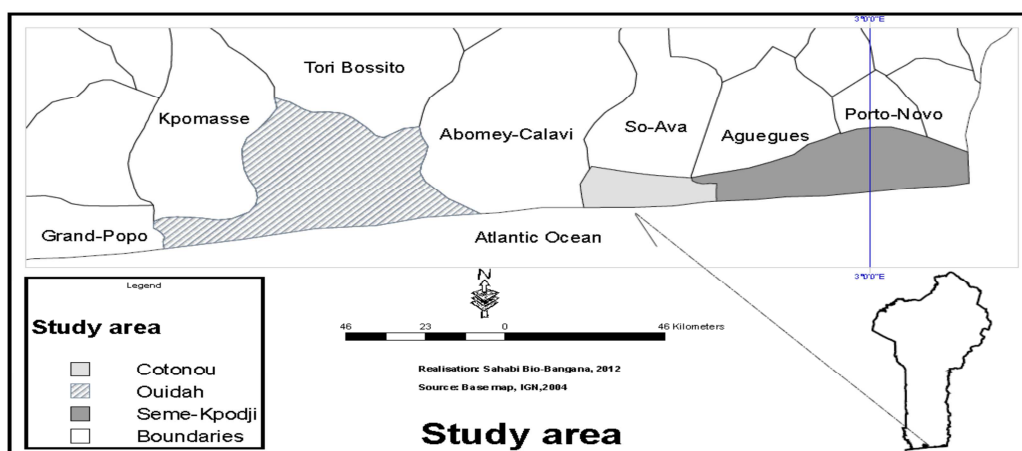 3°0'0"E
Tori Bossito
Kpomasse
Abomey-Calavi
So-Ava
Aguegues
Porto-Novo
Grand-Popo
Atlantic Ocean
3°0'0"E
Legend
Study area
Cotonou
Ouidah
Seme-Kpodji
Boundaries
N
46 23 0 46 Kilometers
Realisation: Sahabi Bio-Bangana, 2012
Source: Base map, IGN,2004
Study area